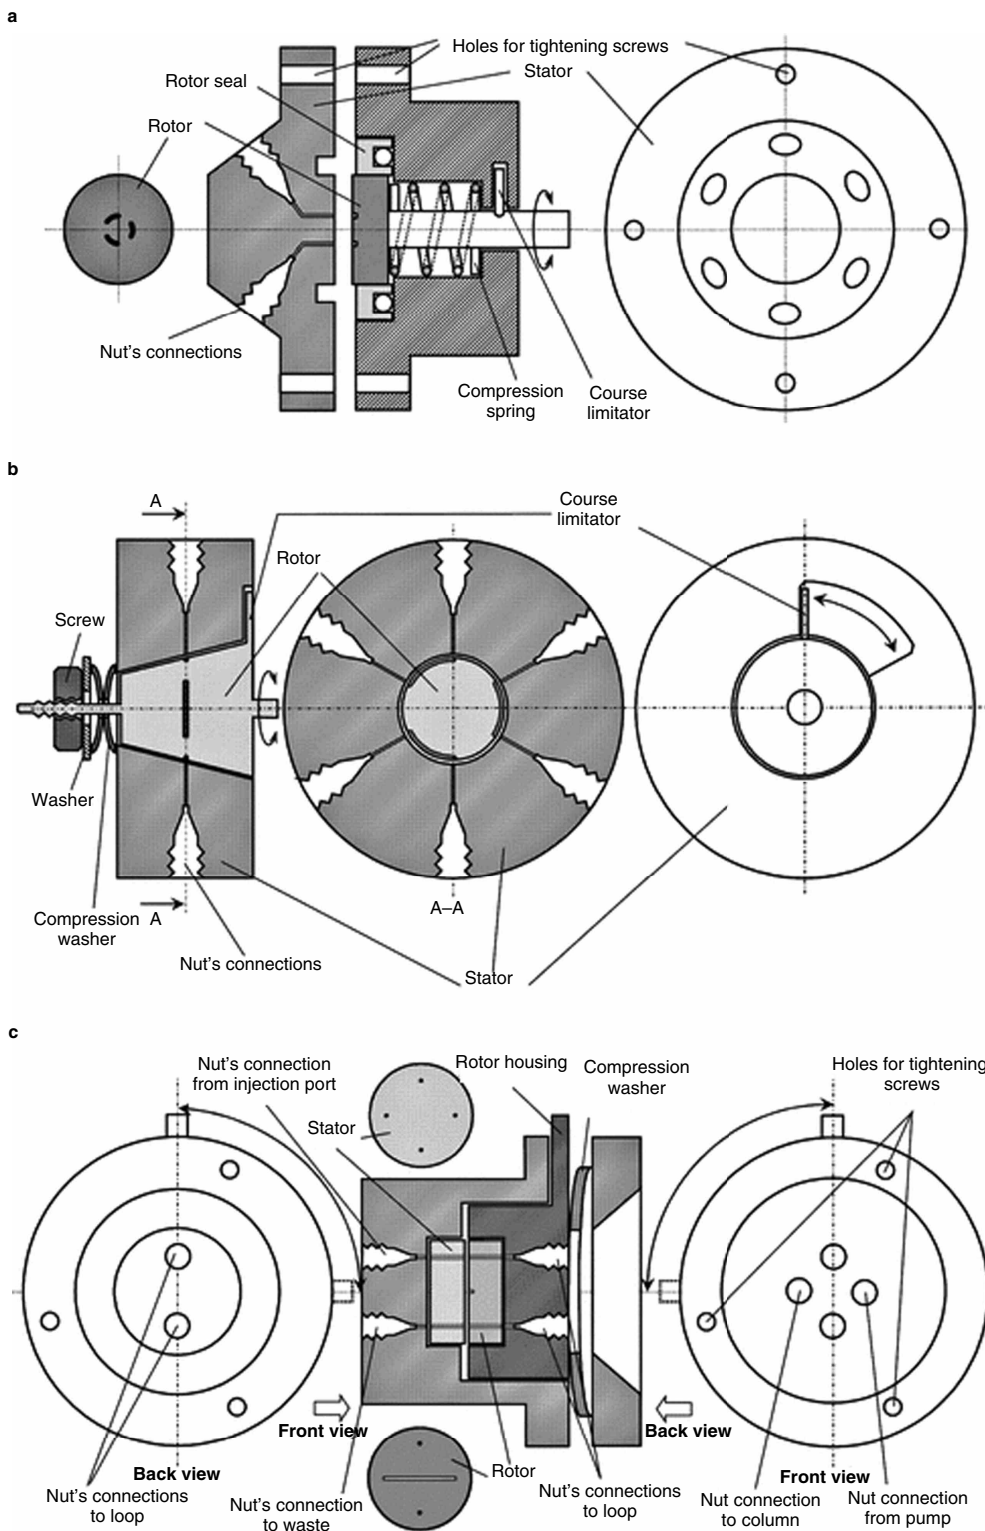 a
Holes for tightening screws
Stator
Rotor seal
Rotor
Nut's connections
Compression
spring
Course
limitator
b
A
Course
limitator
Rotor
Screw
Washer
Compression
washer
A
Nut's connections
A–A
Stator
c
Nut's connection
from injection port
Rotor housing
Compression
washer
Holes for tightening
screws
Stator
Front view
Back view
Back view
Rotor
Front view
Nut's connections
to loop
Nut's connection
to waste
Nut's connections
to loop
Nut connection
to column
Nut connection
from pump